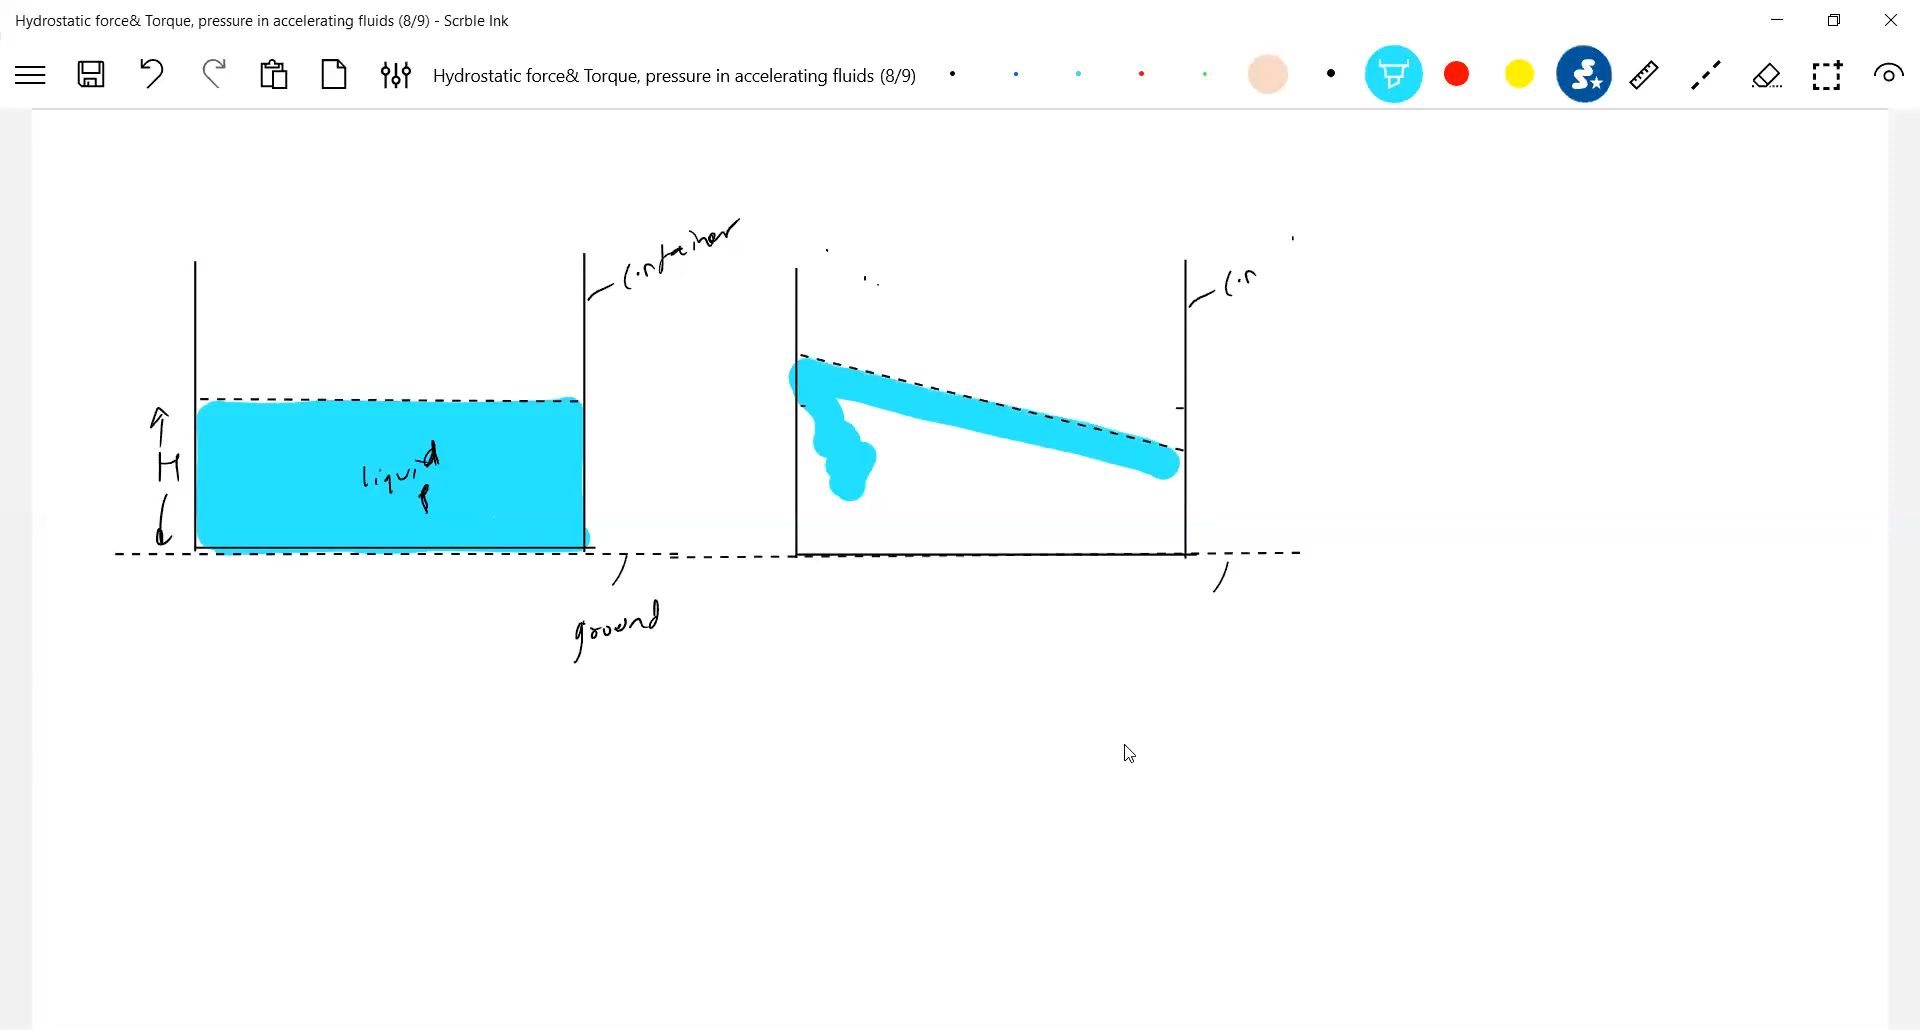 Hydrostatic force& Torque, pressure in accelerating fluids (8/9) - Scrble Ink
Hydrostatic force& Torque, pressure in accelerating fluids (8/9)
container
H
liquid
ρ
ground